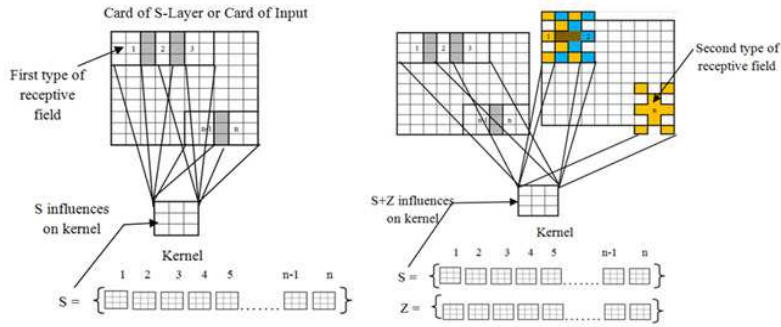 Card of S-Layer or Card of Input
1 2 3
First type of
receptive
field
n-1 n
S influences
on kernel
Kernel
1 2 3 4 5 n-1 n
S = { ....... }
1 2 3
1 2
Second type of
receptive field
n
n-1 n
S+Z influences
on kernel
Kernel
1 2 3 4 5 n-1 n
S = { ....... }
Z = { ....... }